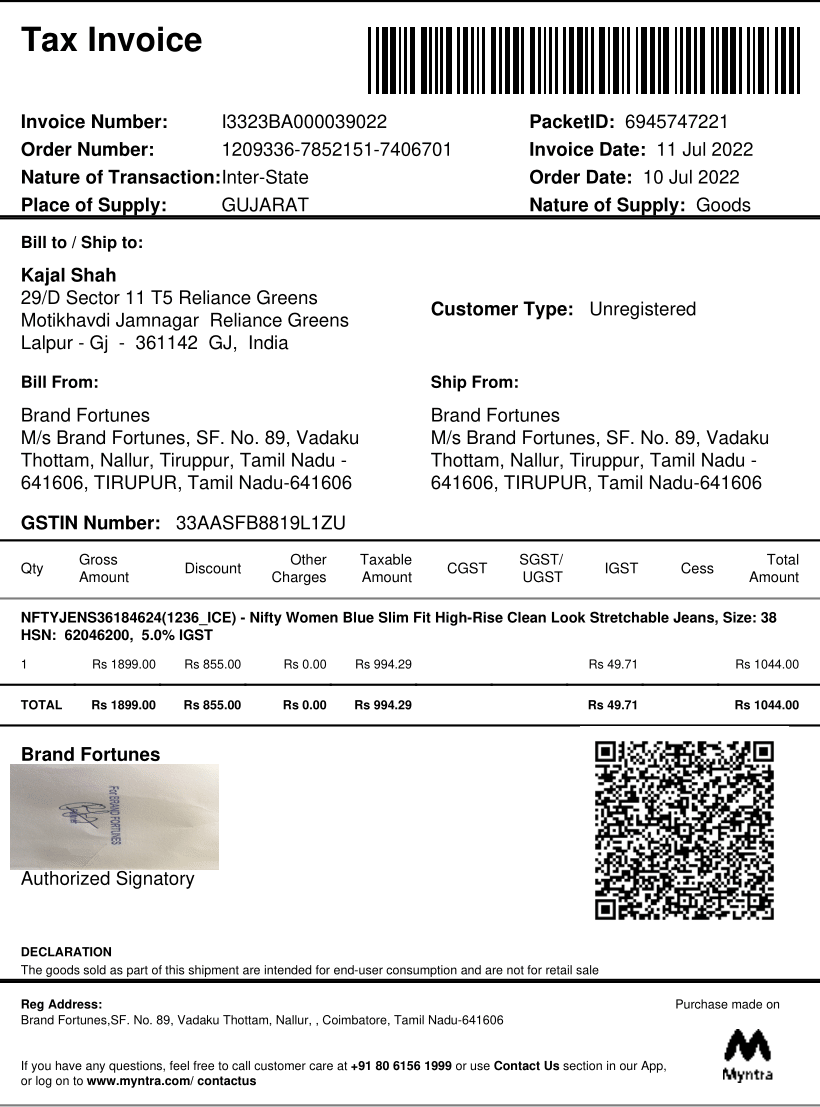 Tax Invoice
Invoice Number: I3323BA000039022
PacketID: 6945747221
Order Number: 1209336-7852151-7406701
Invoice Date: 11 Jul 2022
Nature of Transaction: Inter-State
Order Date: 10 Jul 2022
Place of Supply: GUJARAT
Nature of Supply: Goods
Bill to / Ship to:
Kajal Shah
29/D Sector 11 T5 Reliance Greens
Motikhavdi Jamnagar Reliance Greens
Lalpur - Gj - 361142 GJ, India
Customer Type: Unregistered
Bill From:
Brand Fortunes
M/s Brand Fortunes, SF. No. 89, Vadaku
Thottam, Nallur, Tiruppur, Tamil Nadu -
641606, TIRUPUR, Tamil Nadu-641606
Ship From:
Brand Fortunes
M/s Brand Fortunes, SF. No. 89, Vadaku
Thottam, Nallur, Tiruppur, Tamil Nadu -
641606, TIRUPUR, Tamil Nadu-641606
GSTIN Number: 33AASFB8819L1ZU
Qty Gross Amount Discount Other Charges Taxable Amount CGST SGST/ UGST IGST Cess Total Amount
NFTYJENS36184624(1236_ICE) - Nifty Women Blue Slim Fit High-Rise Clean Look Stretchable Jeans, Size: 38
HSN: 62046200, 5.0% IGST
1 Rs 1899.00 Rs 855.00 Rs 0.00 Rs 994.29 Rs 49.71 Rs 1044.00
TOTAL Rs 1899.00 Rs 855.00 Rs 0.00 Rs 994.29 Rs 49.71 Rs 1044.00
Brand Fortunes
For BRAND FORTUNES
Authorized Signatory
DECLARATION
The goods sold as part of this shipment are intended for end-user consumption and are not for retail sale
Reg Address:
Brand Fortunes,SF. No. 89, Vadaku Thottam, Nallur, , Coimbatore, Tamil Nadu-641606
Purchase made on
Myntra
If you have any questions, feel free to call customer care at +91 80 6156 1999 or use Contact Us section in our App,
or log on to www.myntra.com/ contactus